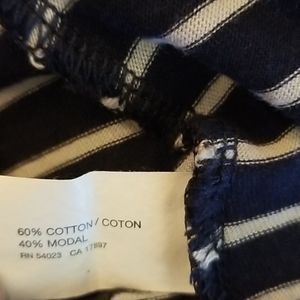 60% COTTON / COTON
40% MODAL
RN 54023 CA 17897